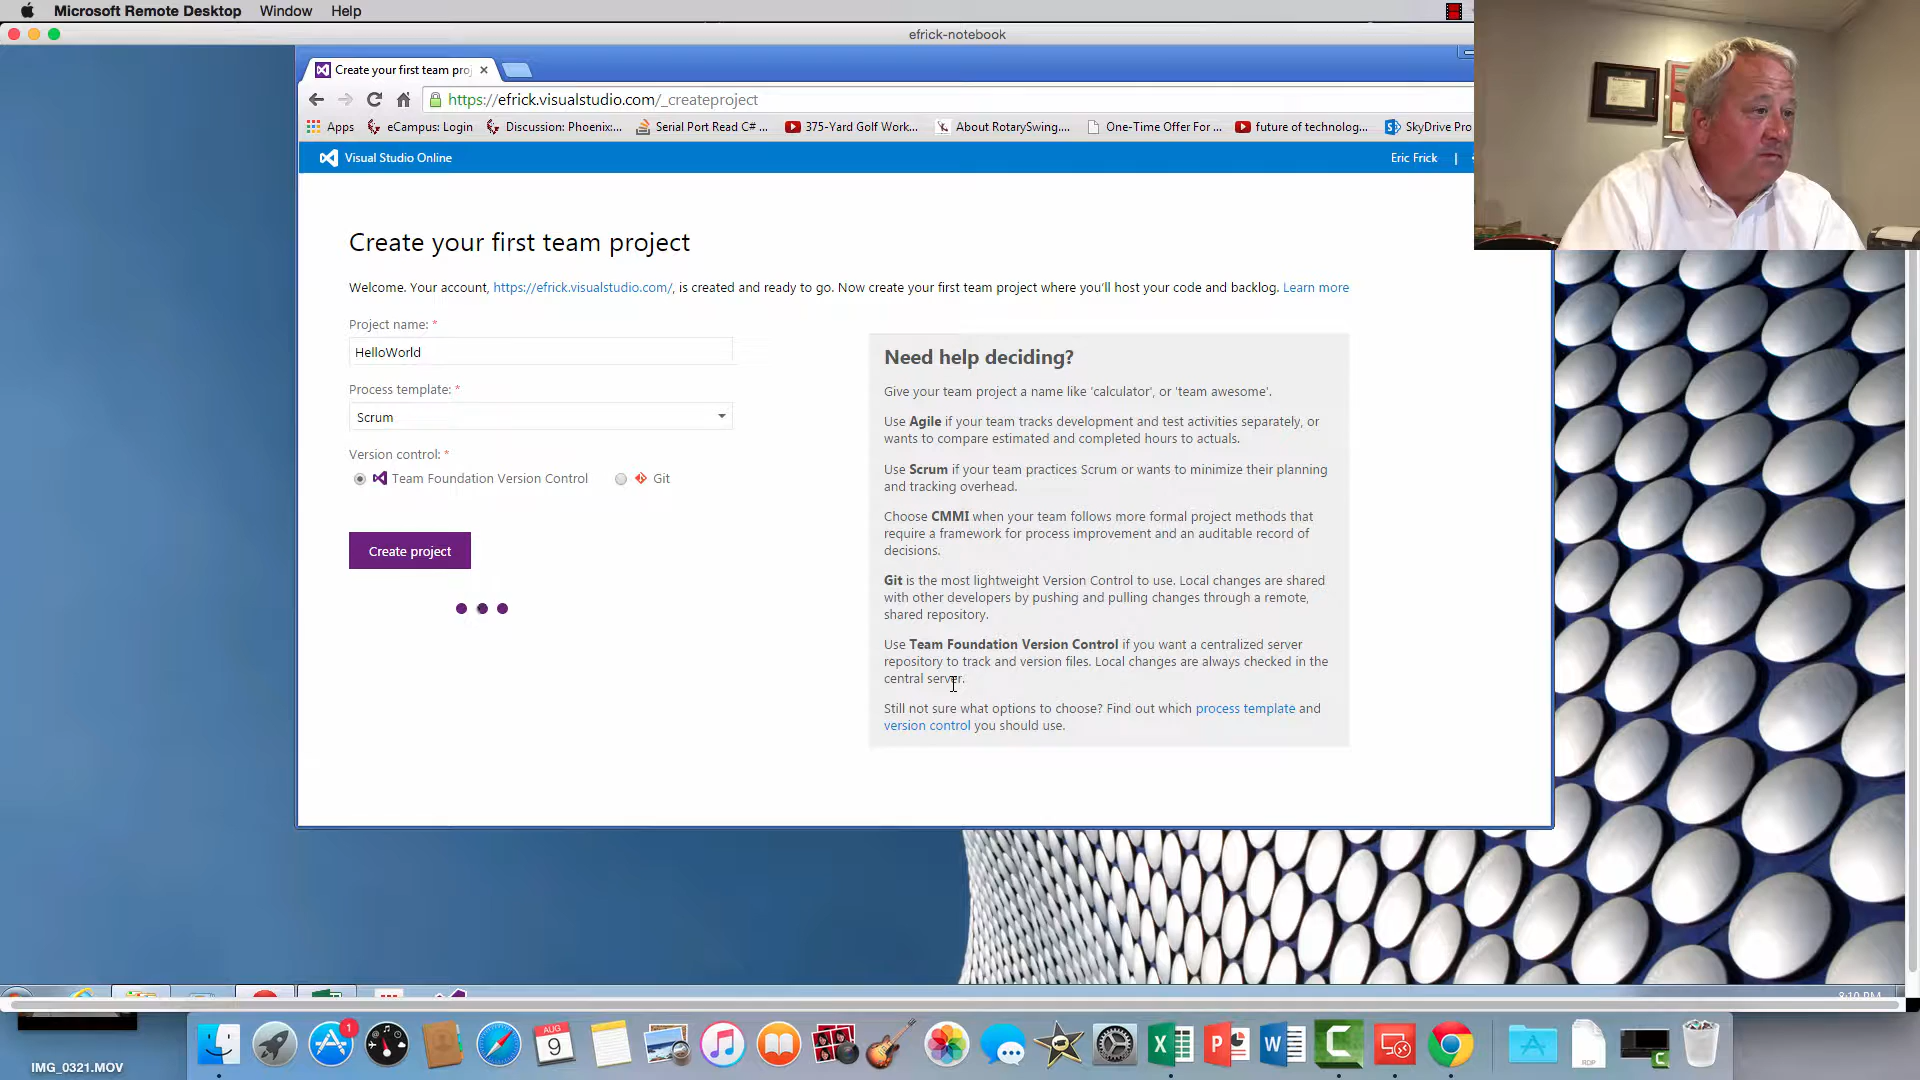 Microsoft Remote Desktop Window Help
efrick-notebook
Create your first team pro
https://efrick.visualstudio.com/_createproject
Apps eCampus: Login Discussion: Phoenix:... Serial Port Read C# ... 375-Yard Golf Work... About RotarySwing.... One-Time Offer For ... future of technolog... SkyDrive Pro
Visual Studio Online Eric Frick |
Create your first team project
Welcome. Your account, https://efrick.visualstudio.com/, is created and ready to go. Now create your first team project where you'll host your code and backlog. Learn more
Project name: *
HelloWorld
Process template: *
Scrum
Version control: *
Team Foundation Version Control Git
Create project
Need help deciding?
Give your team project a name like 'calculator', or 'team awesome'.
Use Agile if your team tracks development and test activities separately, or
wants to compare estimated and completed hours to actuals.
Use Scrum if your team practices Scrum or wants to minimize their planning
and tracking overhead.
Choose CMMI when your team follows more formal project methods that
require a framework for process improvement and an auditable record of
decisions.
Git is the most lightweight Version Control to use. Local changes are shared
with other developers by pushing and pulling changes through a remote,
shared repository.
Use Team Foundation Version Control if you want a centralized server
repository to track and version files. Local changes are always checked in the
central server.
Still not sure what options to choose? Find out which process template and
version control you should use.
8:10 PM
1
AUG
9
RDP
IMG_0321.MOV